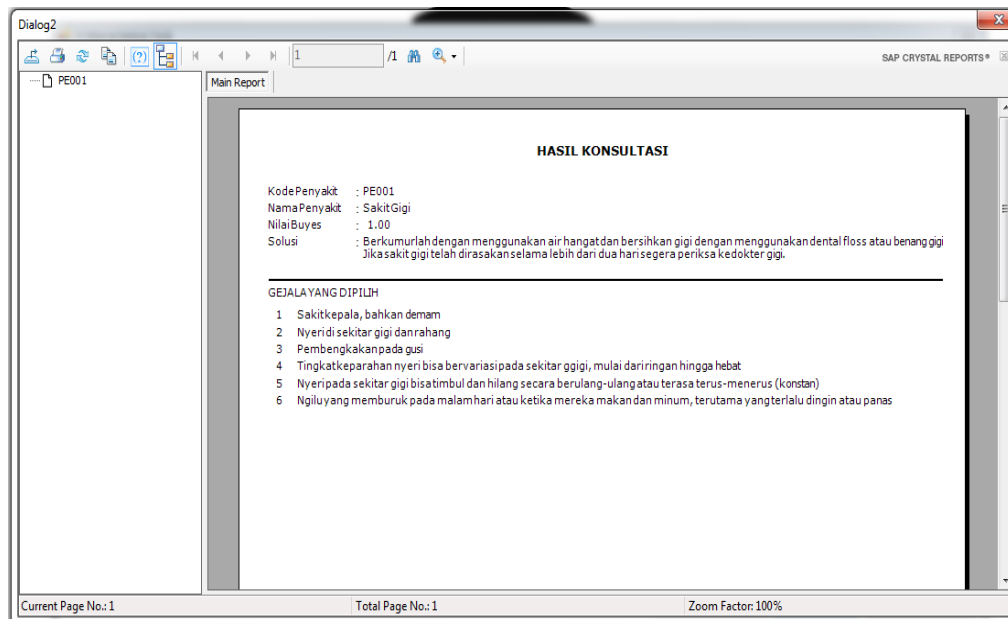 Dialog2
1 /1 SAP CRYSTAL REPORTS®
PE001
Main Report
HASIL KONSULTASI
Kode Penyakit : PE001
Nama Penyakit : Sakit Gigi
Nilai Buyes : 1.00
Solusi : Berkumurlah dengan menggunakan air hangat dan bersihkan gigi dengan menggunakan dental floss atau benang gigi
Jika sakit gigi telah dirasakan selama lebih dari dua hari segera periksa kedokter gigi.
GEJALA YANG DIPILIH
1 Sakit kepala, bahkan demam
2 Nyeri di sekitar gigi dan rahang
3 Pembengkakan pada gusi
4 Tingkat keparahan nyeri bisa bervariasi pada sekitar ggigi, mulai dari ringan hingga hebat
5 Nyeri pada sekitar gigi bisa timbul dan hilang secara berulang-ulang atau terasa terus-menerus (konstan)
6 Ngilu yang memburuk pada malam hari atau ketika mereka makan dan minum, terutama yang terlalu dingin atau panas
Current Page No.: 1 Total Page No.: 1 Zoom Factor: 100%